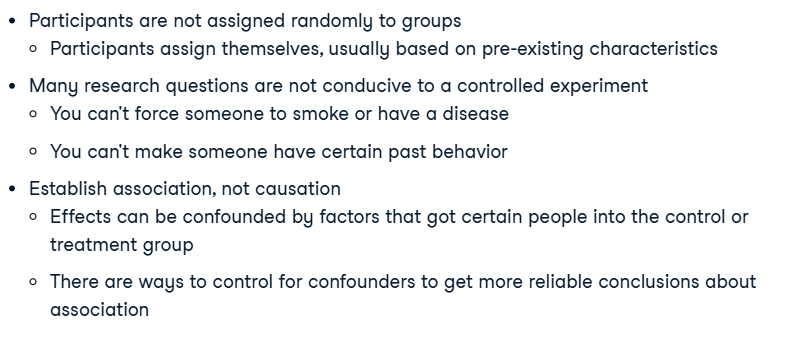 • Participants are not assigned randomly to groups
◦ Participants assign themselves, usually based on pre-existing characteristics
• Many research questions are not conducive to a controlled experiment
◦ You can't force someone to smoke or have a disease
◦ You can't make someone have certain past behavior
• Establish association, not causation
◦ Effects can be confounded by factors that got certain people into the control or
treatment group
◦ There are ways to control for confounders to get more reliable conclusions about
association